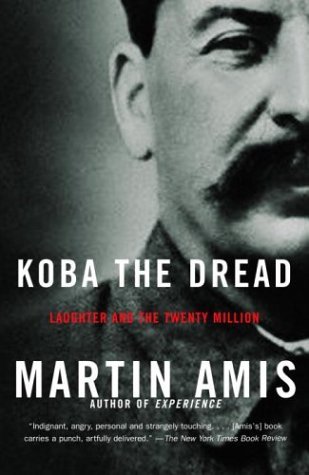 KOBA THE DREAD
LAUGHTER AND THE TWENTY MILLION
MARTIN AMIS
AUTHOR OF EXPERIENCE
"Indignant, angry, personal and strangely touching. . . . [Amis's] book
carries a punch, artfully delivered." —The New York Times Book Review